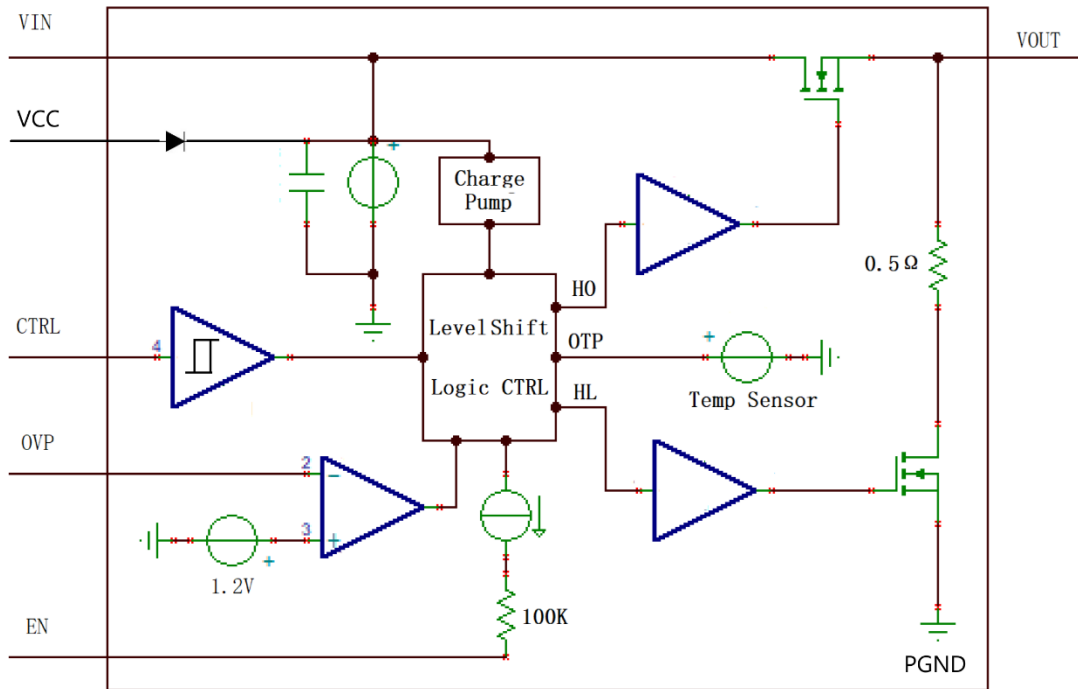 VIN
VOUT
VCC
+
Charge
Pump
0.5Ω
HO
CTRL
4
LevelShift
OTP
+
Logic CTRL
HL
Temp Sensor
OVP
2
-
3
+
+
1.2V
100K
EN
PGND